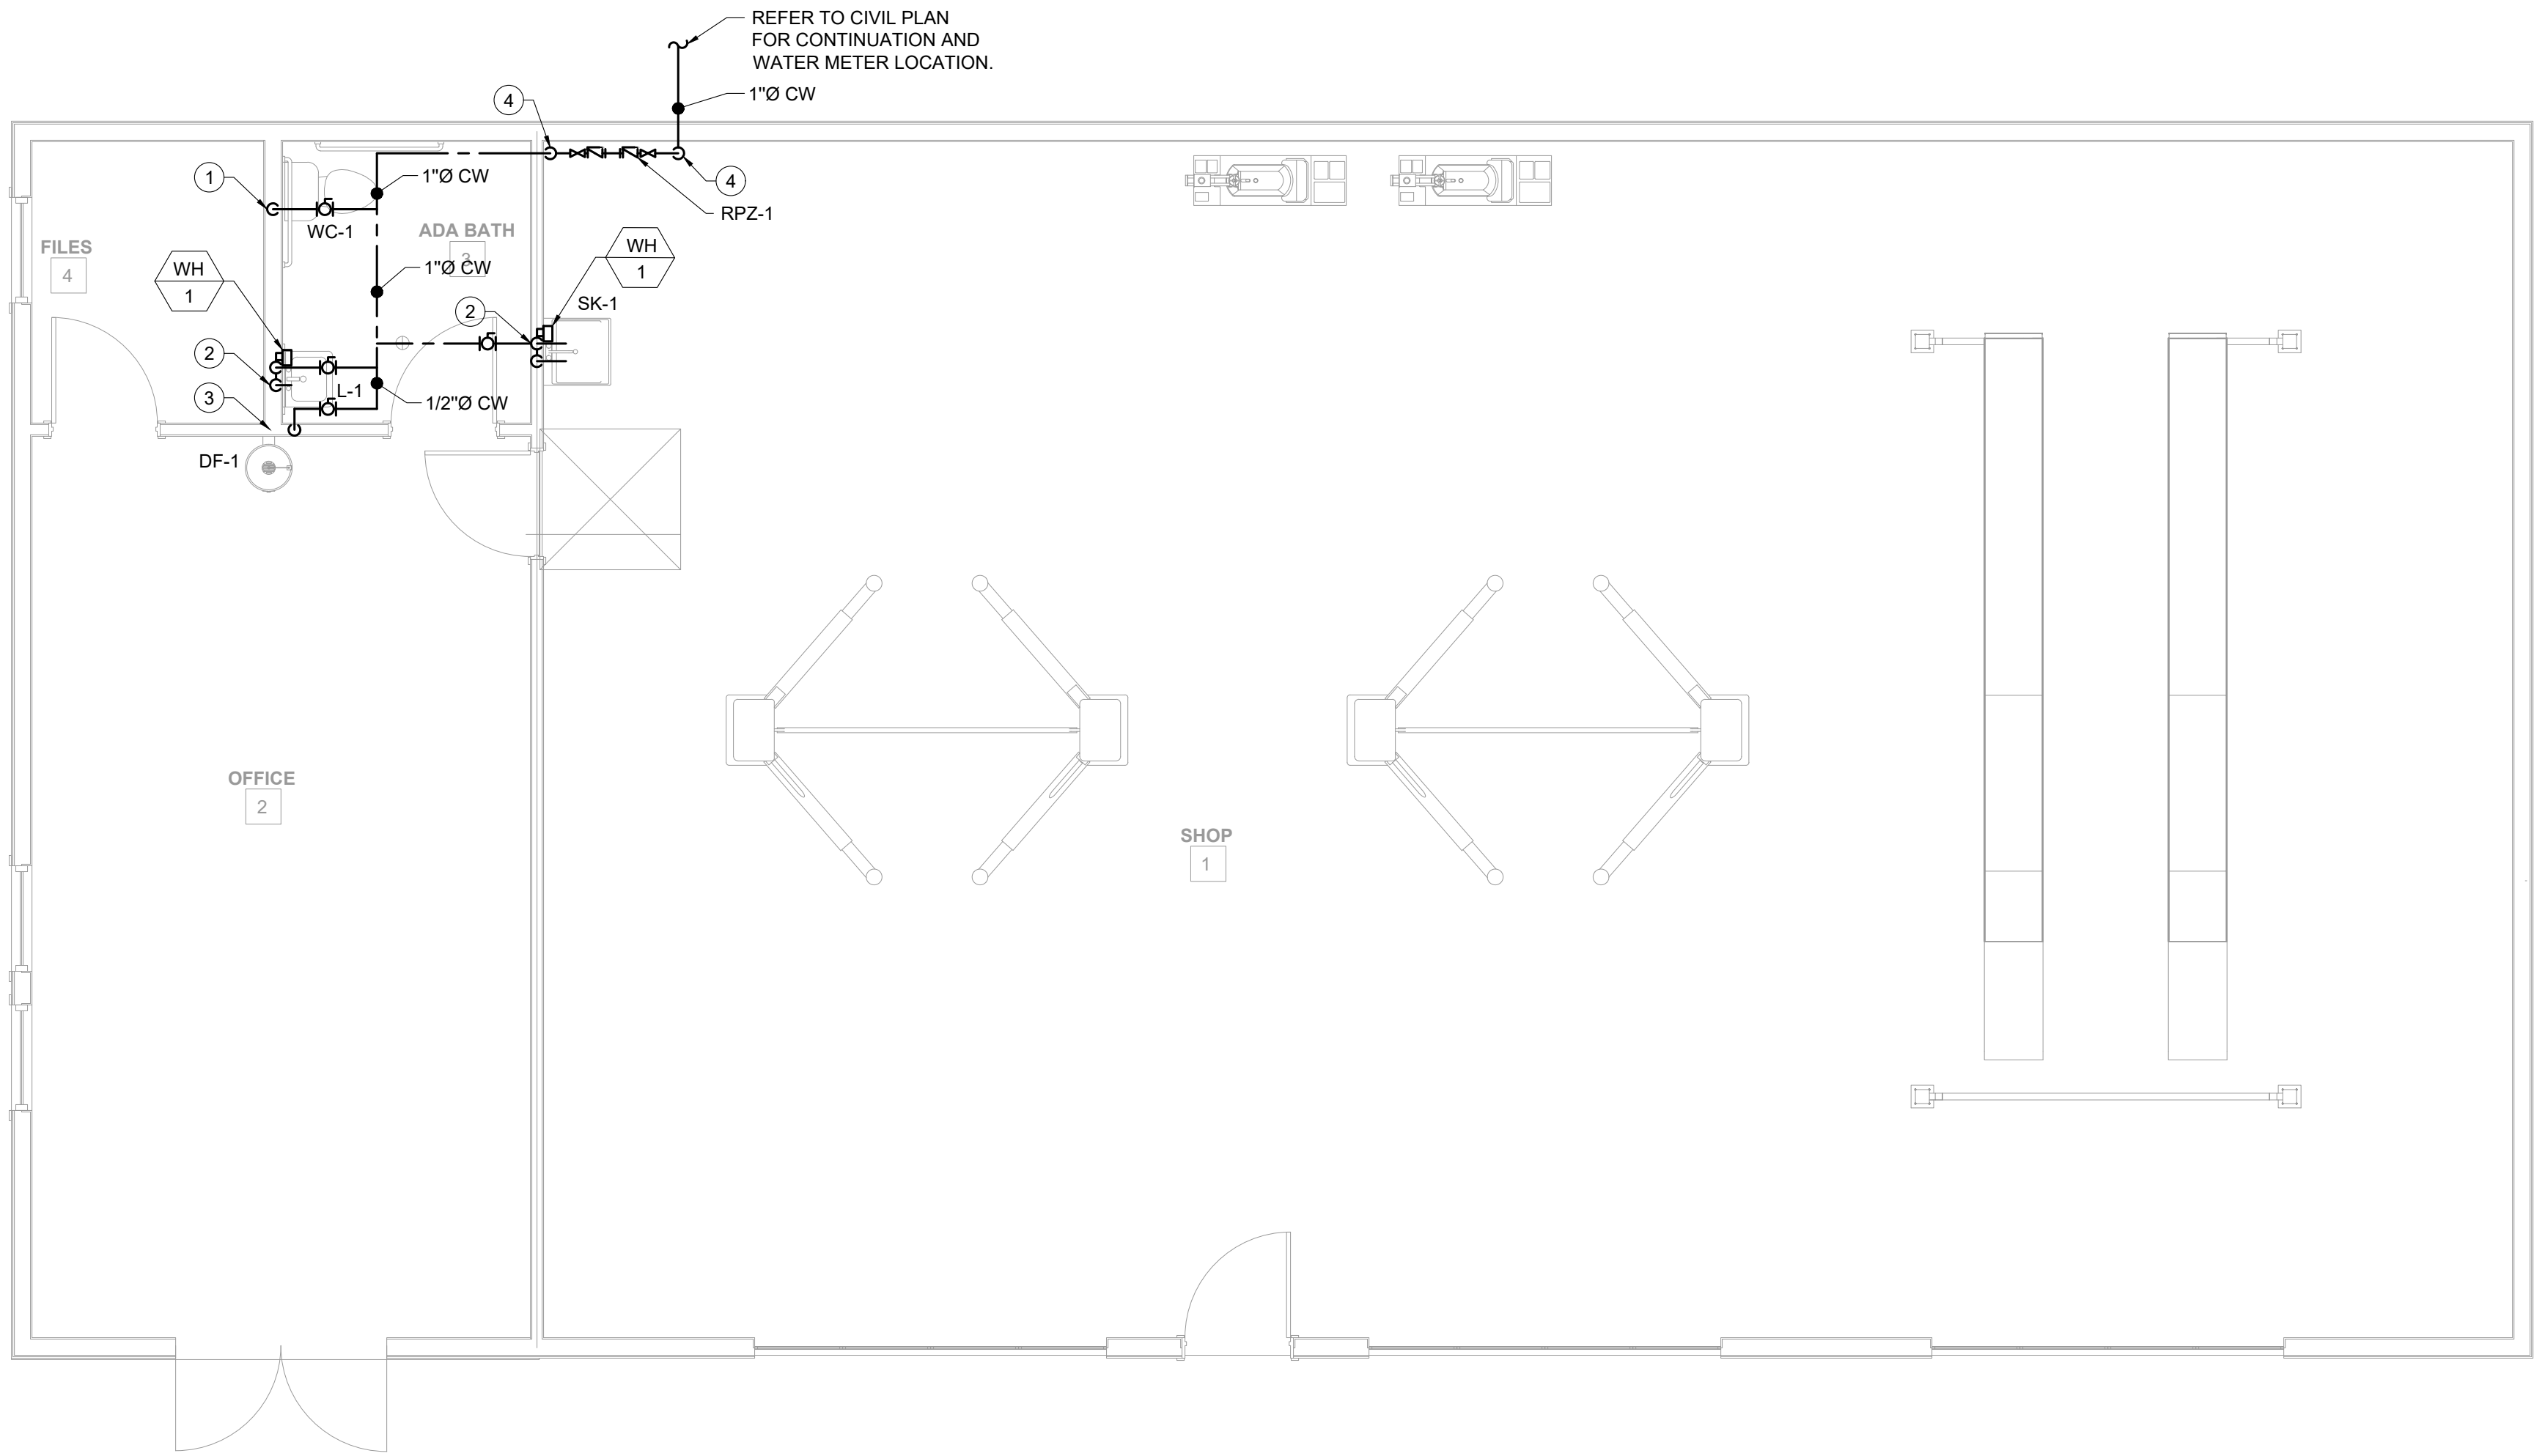 REFER TO CIVIL PLAN
FOR CONTINUATION AND
WATER METER LOCATION.
1"Ø CW
4
4
RPZ-1
1
1"Ø CW
WC-1
ADA BATH
3
1"Ø CW
FILES
4
WH
1
WH
1
SK-1
2
2
L-1
3
1/2"Ø CW
DF-1
OFFICE
2
SHOP
1